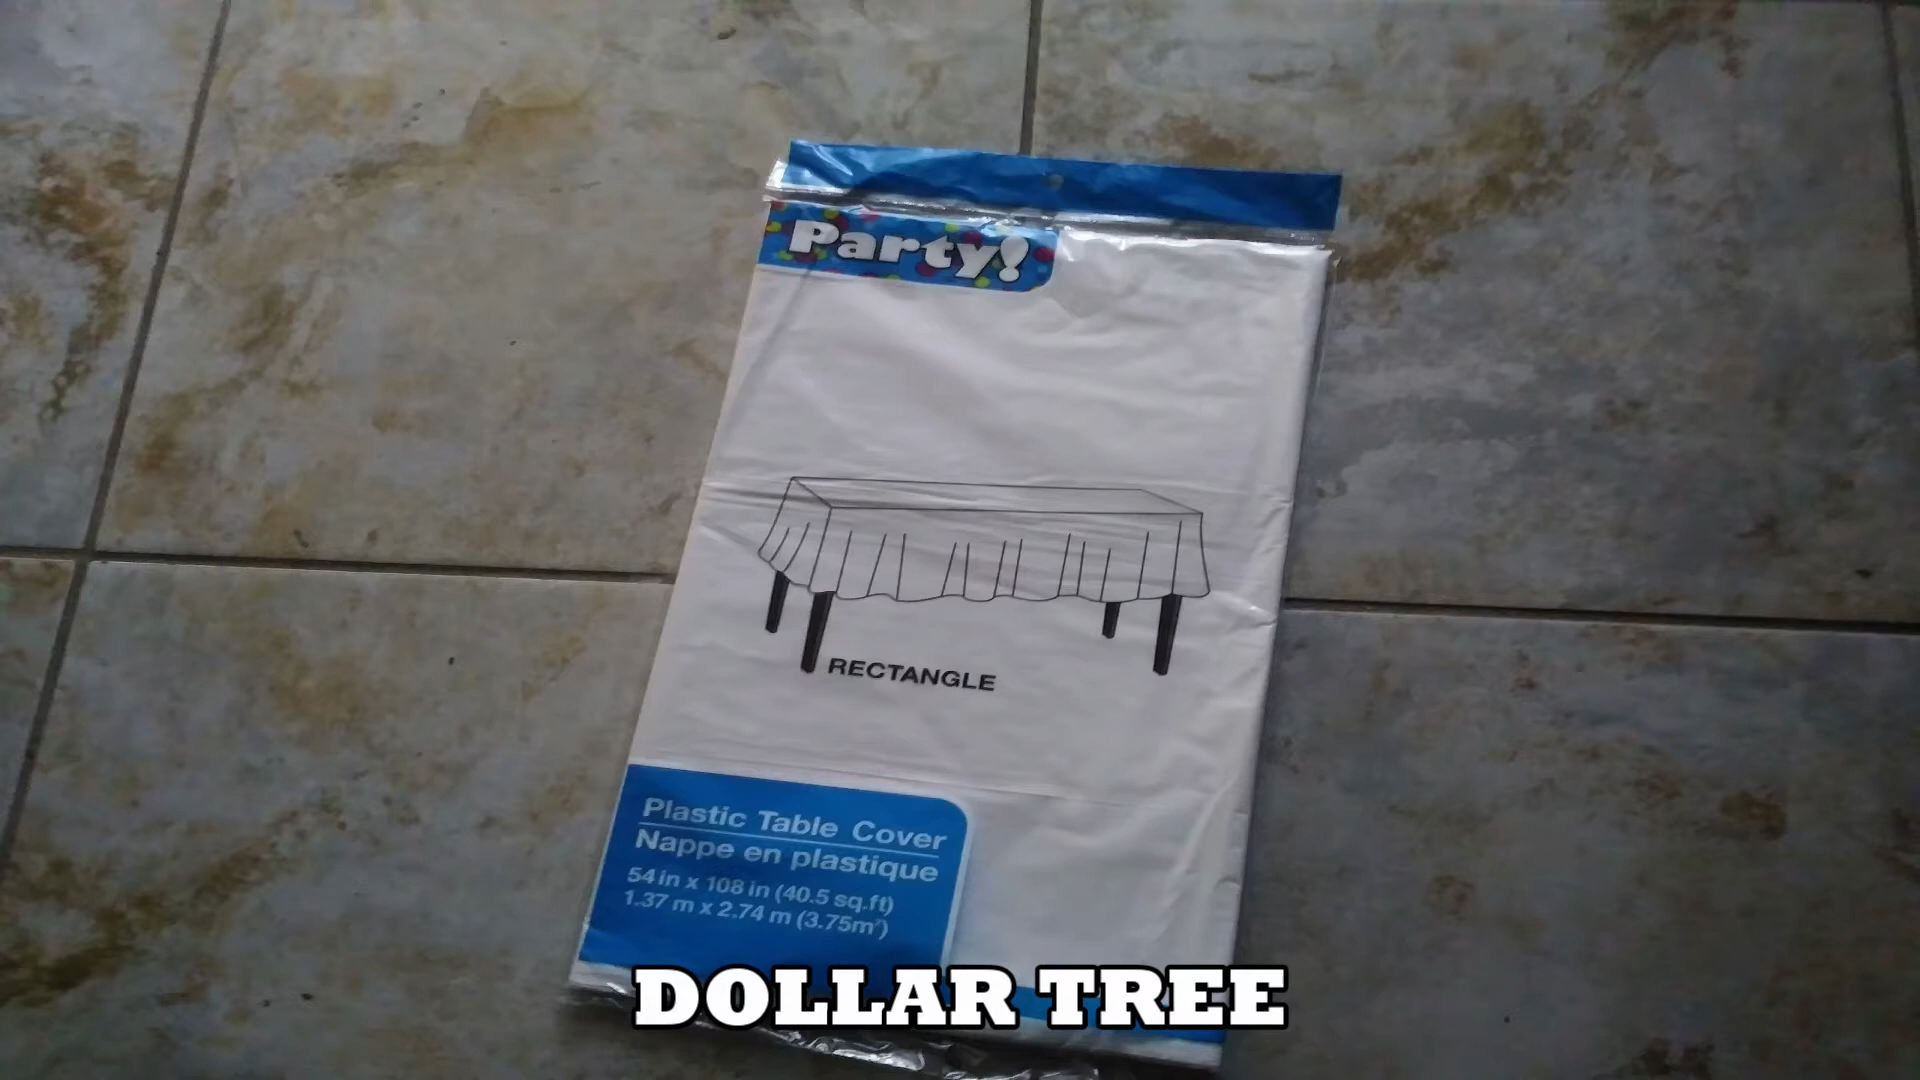 Party!
RECTANGLE
Plastic Table Cover
Nappe en plastique
54 in x 108 in (40.5 sq.ft)
1.37 m x 2.74 m (3.75m²)
DOLLAR TREE